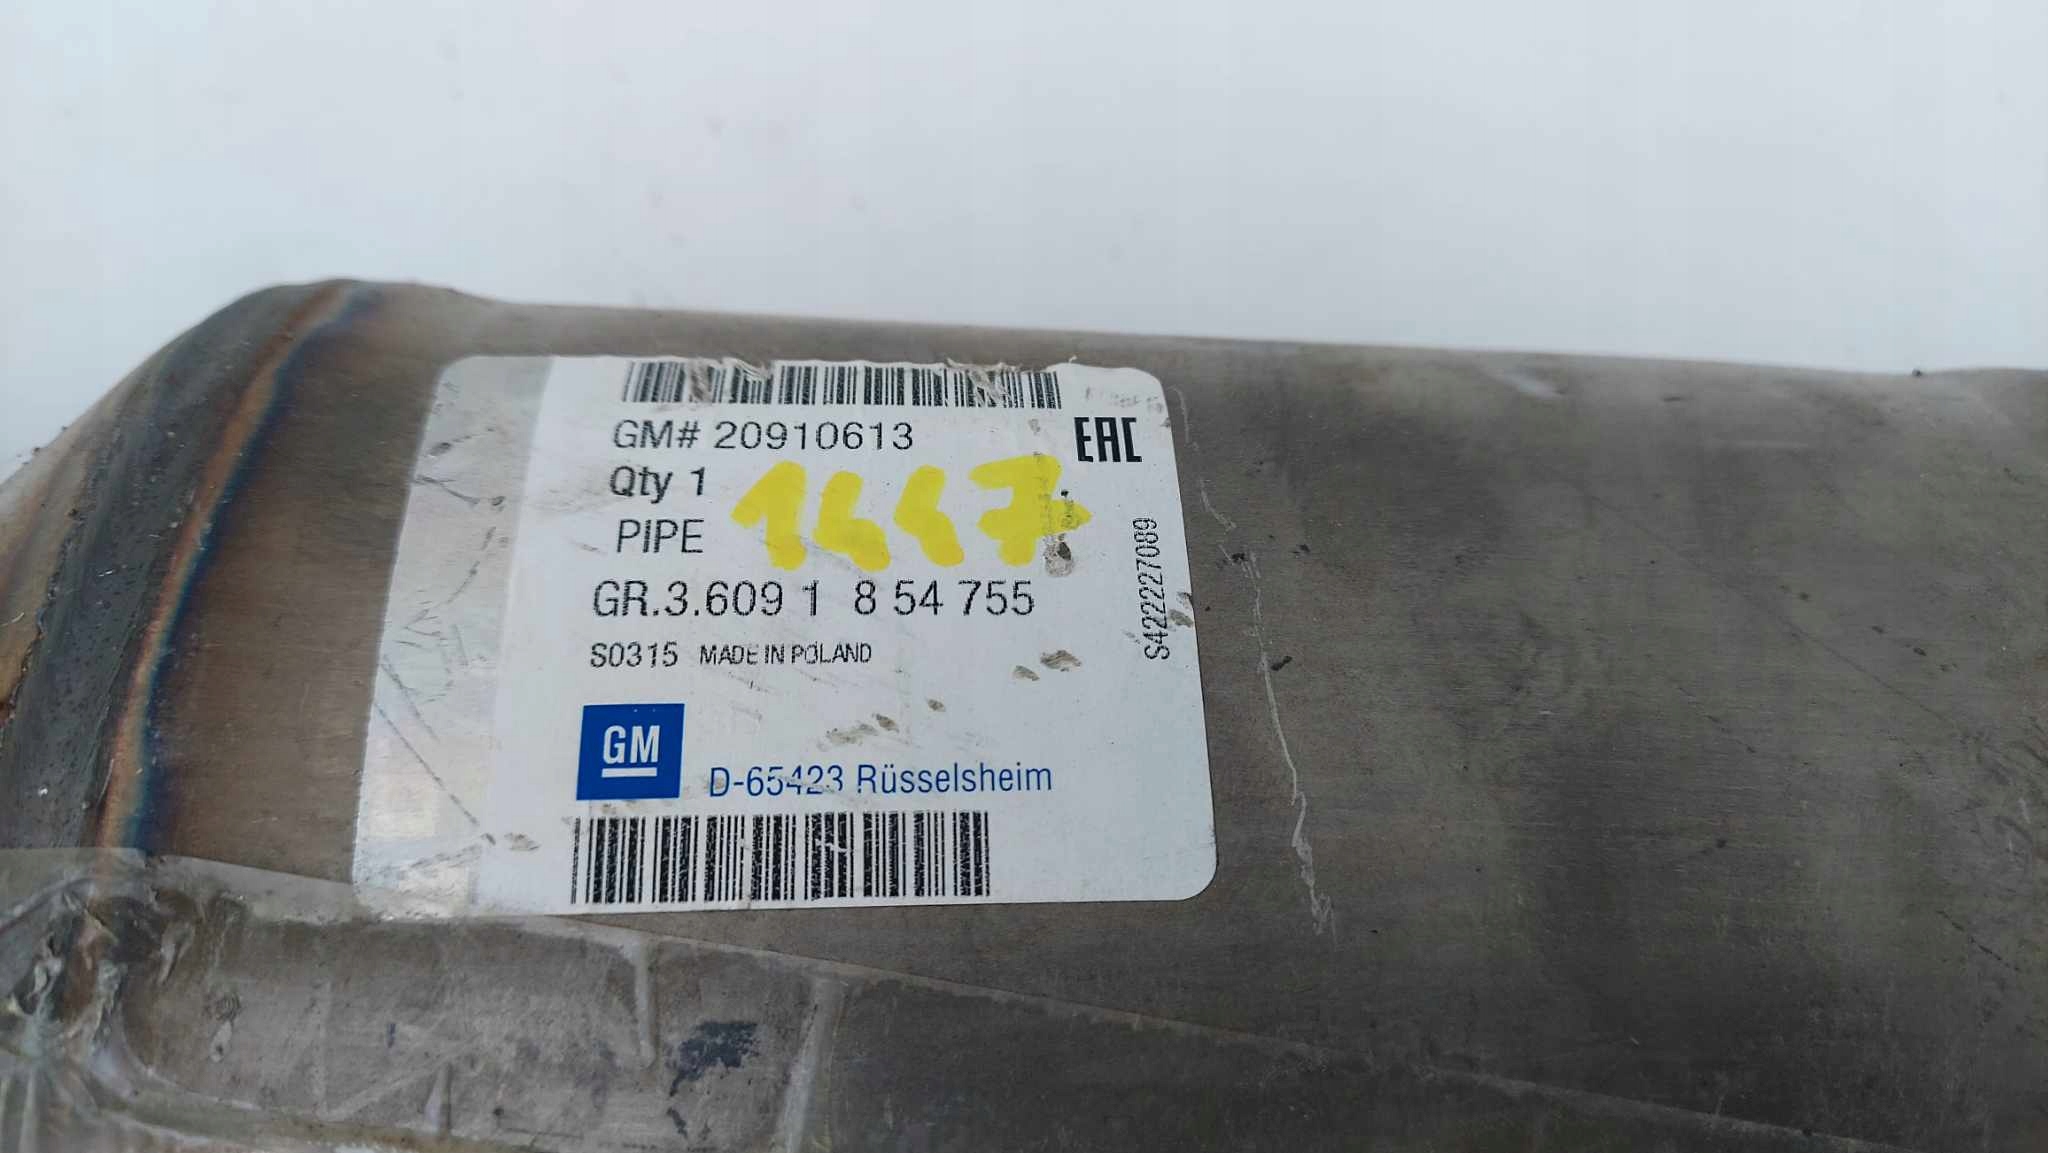 GM# 20910613
EAC
Qty 1
1447
PIPE
GR.3.609 1 8 54 755
S0315 MADE IN POLAND
S422227089
GM
D-65423 Rüsselsheim